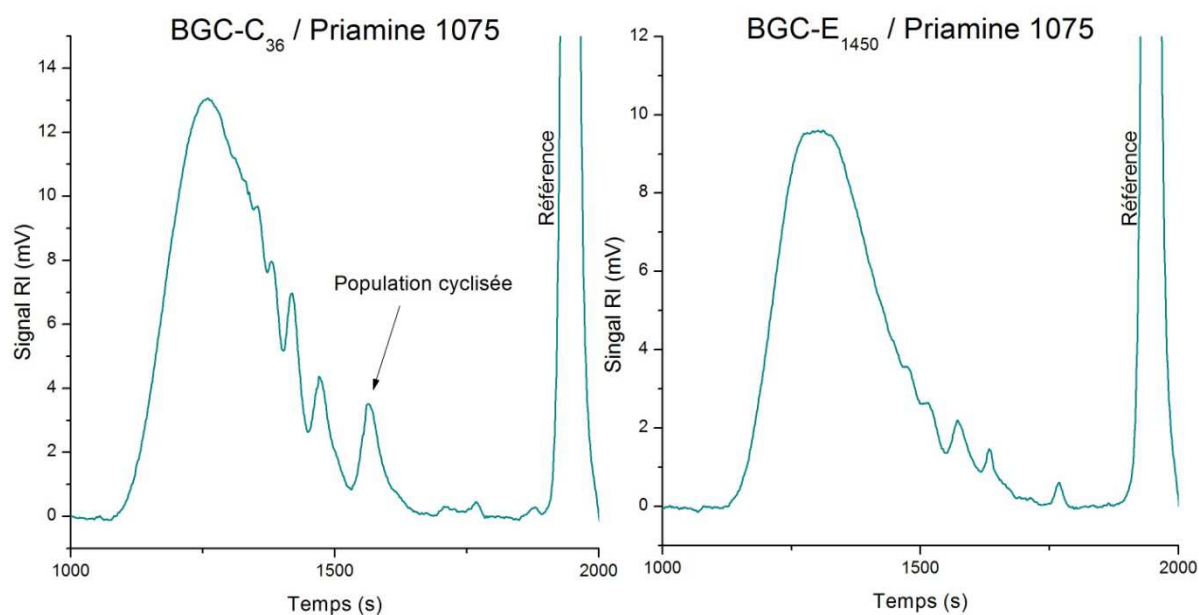 BGC-C36 / Priamine 1075
14
12
10
8
6
4
2
0
Signal RI (mV)
Référence
Population cyclisée
1000
1500
2000
Temps (s)
BGC-E1450 / Priamine 1075
12
10
8
6
4
2
0
Singal RI (mV)
Référence
1000
1500
2000
Temps (s)